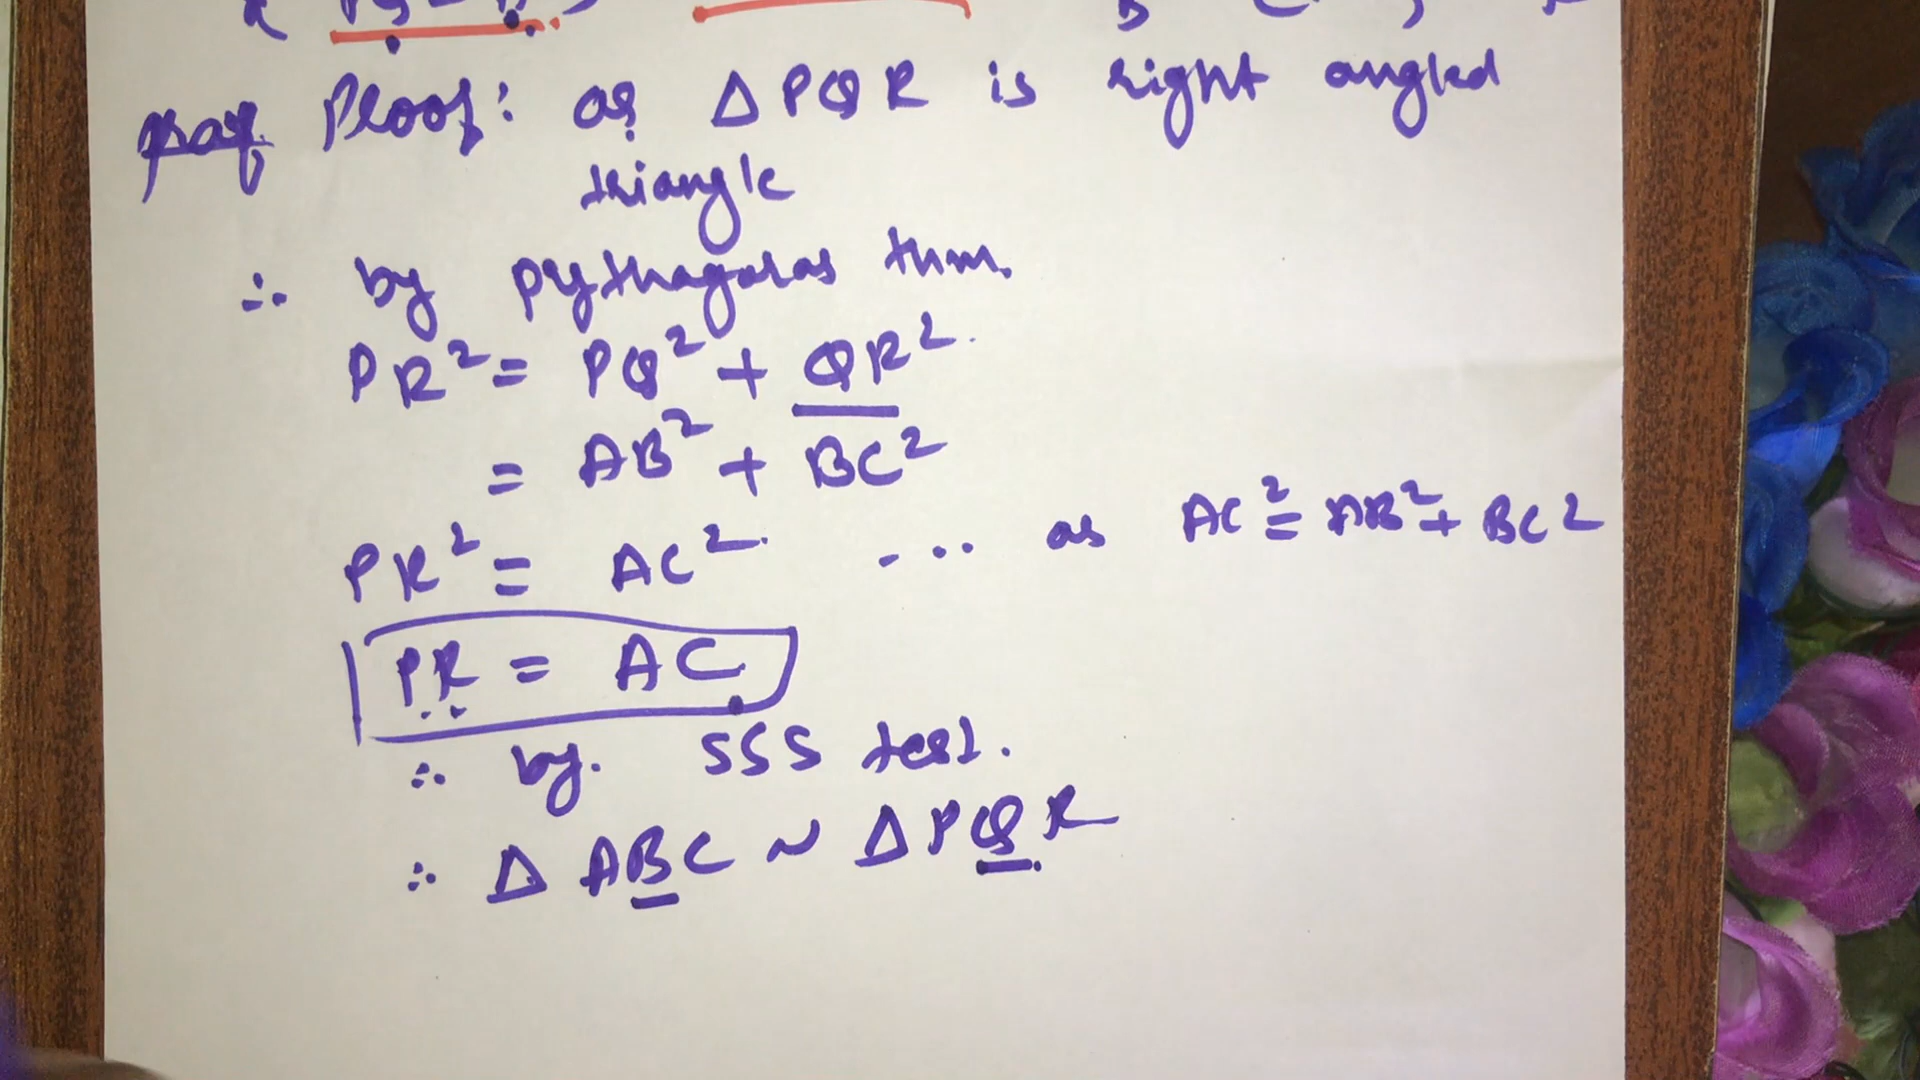 Proof: as △PQR is right angled
triangle
∴ by pythagoras thm.
PR² = PQ² + QR².
= AB² + BC²
PR² = AC². ... as AC² = AB² + BC²
PR = AC
∴ by. SSS test.
∴ △ABC ~ △PQR